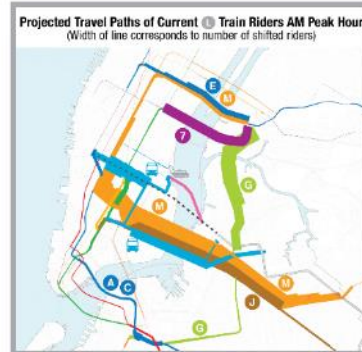 Projected Travel Paths of Current L Train Riders AM Peak Hour
(Width of line corresponds to number of shifted riders)
E
M
7
G
M
A C
M
J
G